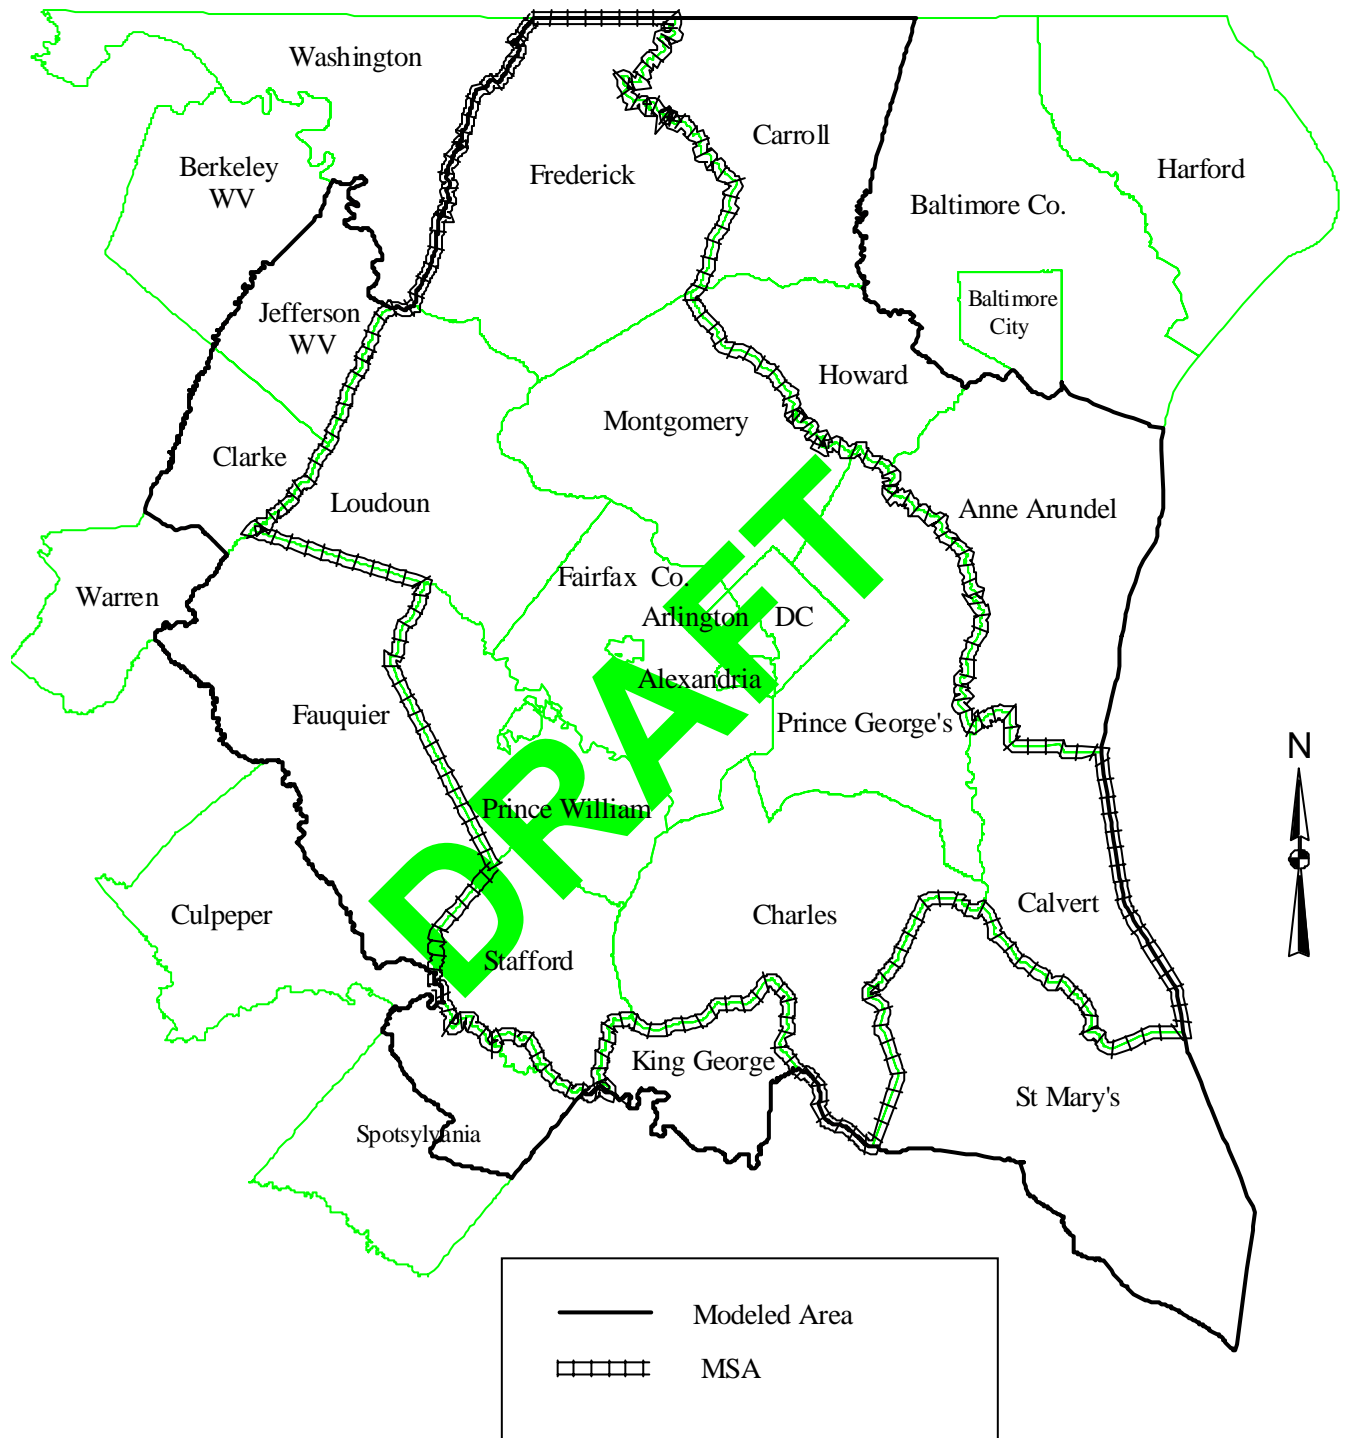 Washington
Carroll
Berkeley
WV
Frederick
Harford
Baltimore Co.
Jefferson
WV
Baltimore
City
Howard
Montgomery
Clarke
Loudoun
Anne Arundel
Fairfax Co.
Warren
Arlington
DC
Alexandria
Fauquier
Prince George's
N
Prince William
DRAFT
Culpeper
Charles
Calvert
Stafford
King George
St Mary's
Spotsylvania
Modeled Area
MSA